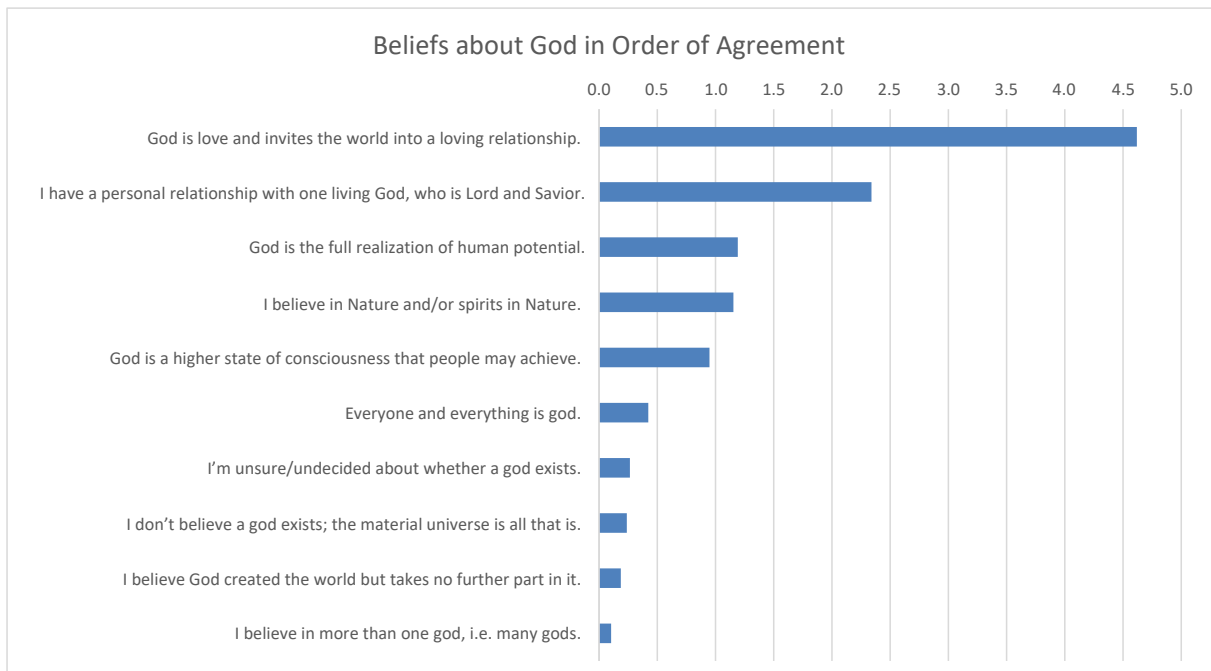 Beliefs about God in Order of Agreement
0.0 0.5 1.0 1.5 2.0 2.5 3.0 3.5 4.0 4.5 5.0
God is love and invites the world into a loving relationship.
I have a personal relationship with one living God, who is Lord and Savior.
God is the full realization of human potential.
I believe in Nature and/or spirits in Nature.
God is a higher state of consciousness that people may achieve.
Everyone and everything is god.
I’m unsure/undecided about whether a god exists.
I don’t believe a god exists; the material universe is all that is.
I believe God created the world but takes no further part in it.
I believe in more than one god, i.e. many gods.